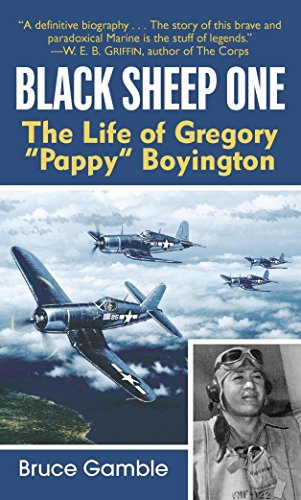 "A definitive biography . . . The story of this brave and
paradoxical Marine is the stuff of legends."
—W. E. B. GRIFFIN, author of The Corps
BLACK SHEEP ONE
The Life of Gregory
"Pappy" Boyington
86
Bruce Gamble